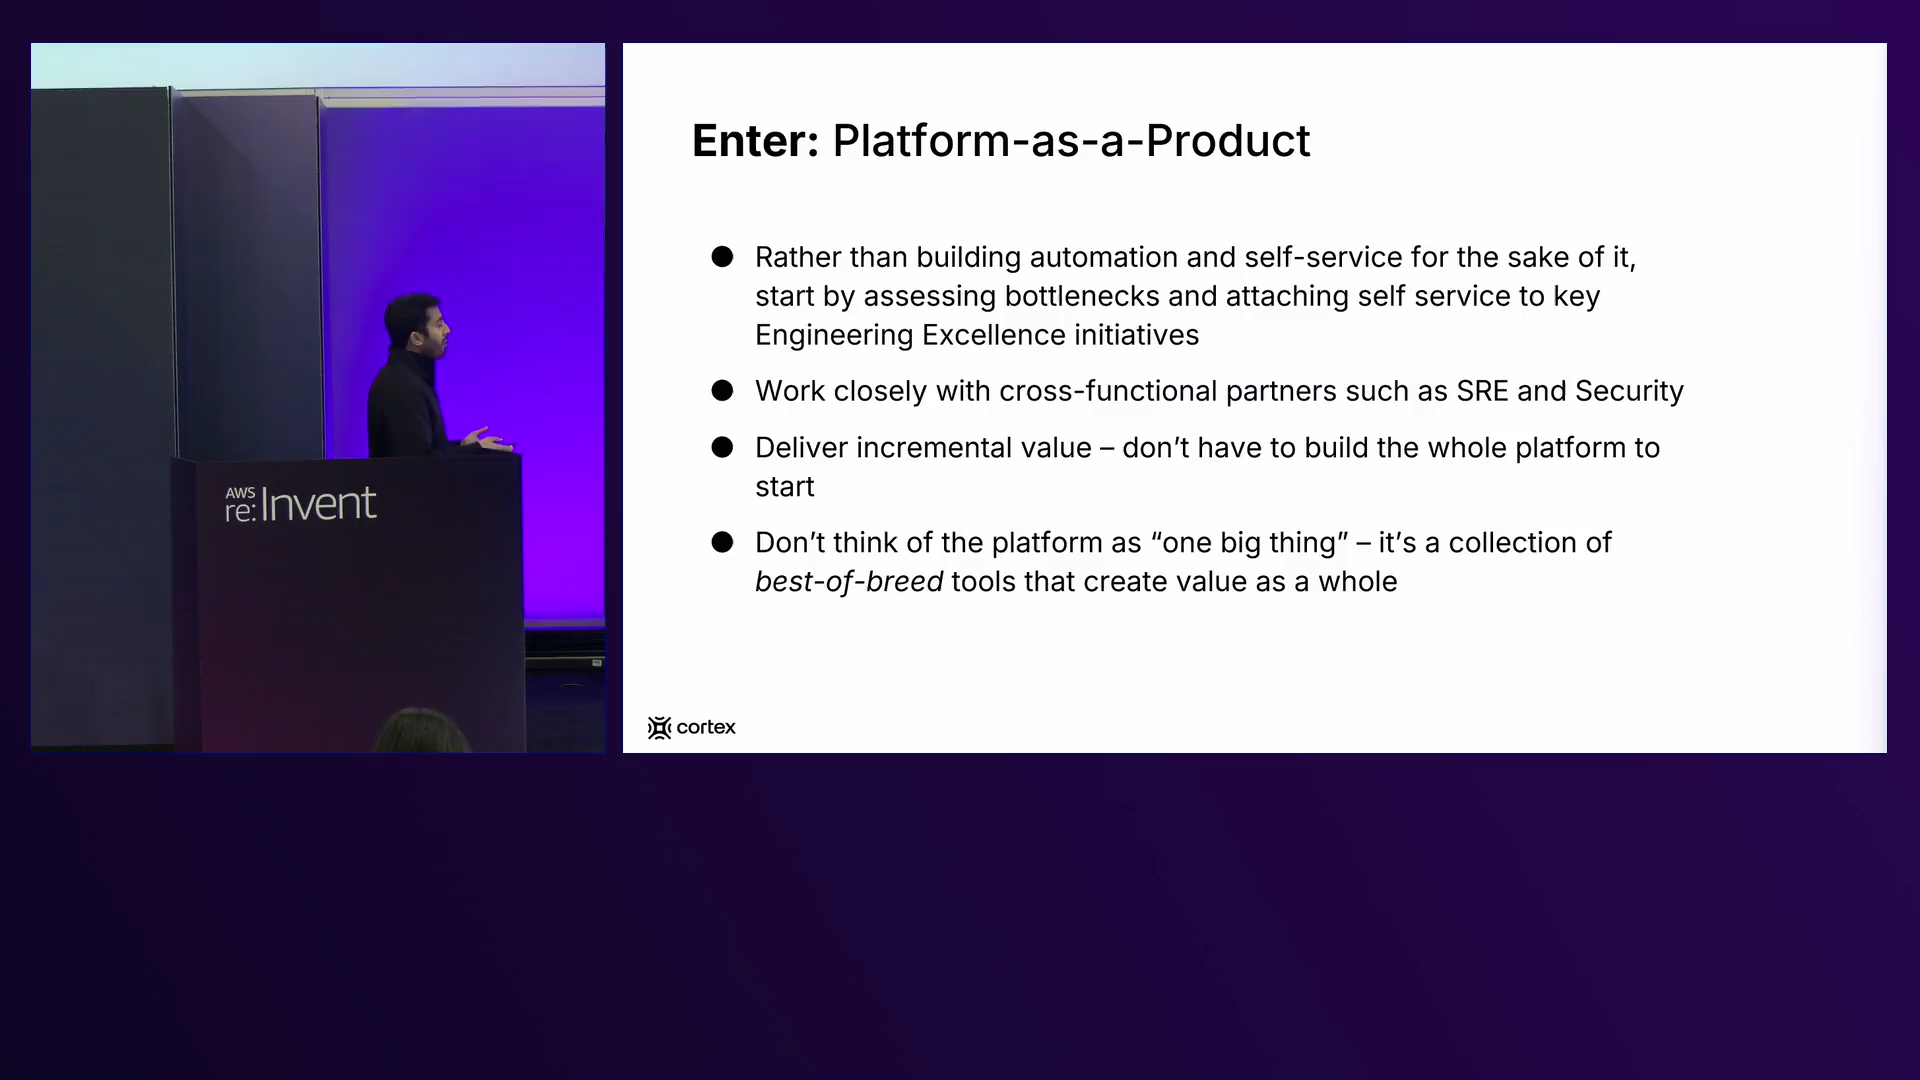 AWS
re:Invent
Enter: Platform-as-a-Product
● Rather than building automation and self-service for the sake of it,
start by assessing bottlenecks and attaching self service to key
Engineering Excellence initiatives
● Work closely with cross-functional partners such as SRE and Security
● Deliver incremental value – don’t have to build the whole platform to
start
● Don’t think of the platform as “one big thing” – it’s a collection of
best-of-breed tools that create value as a whole
cortex